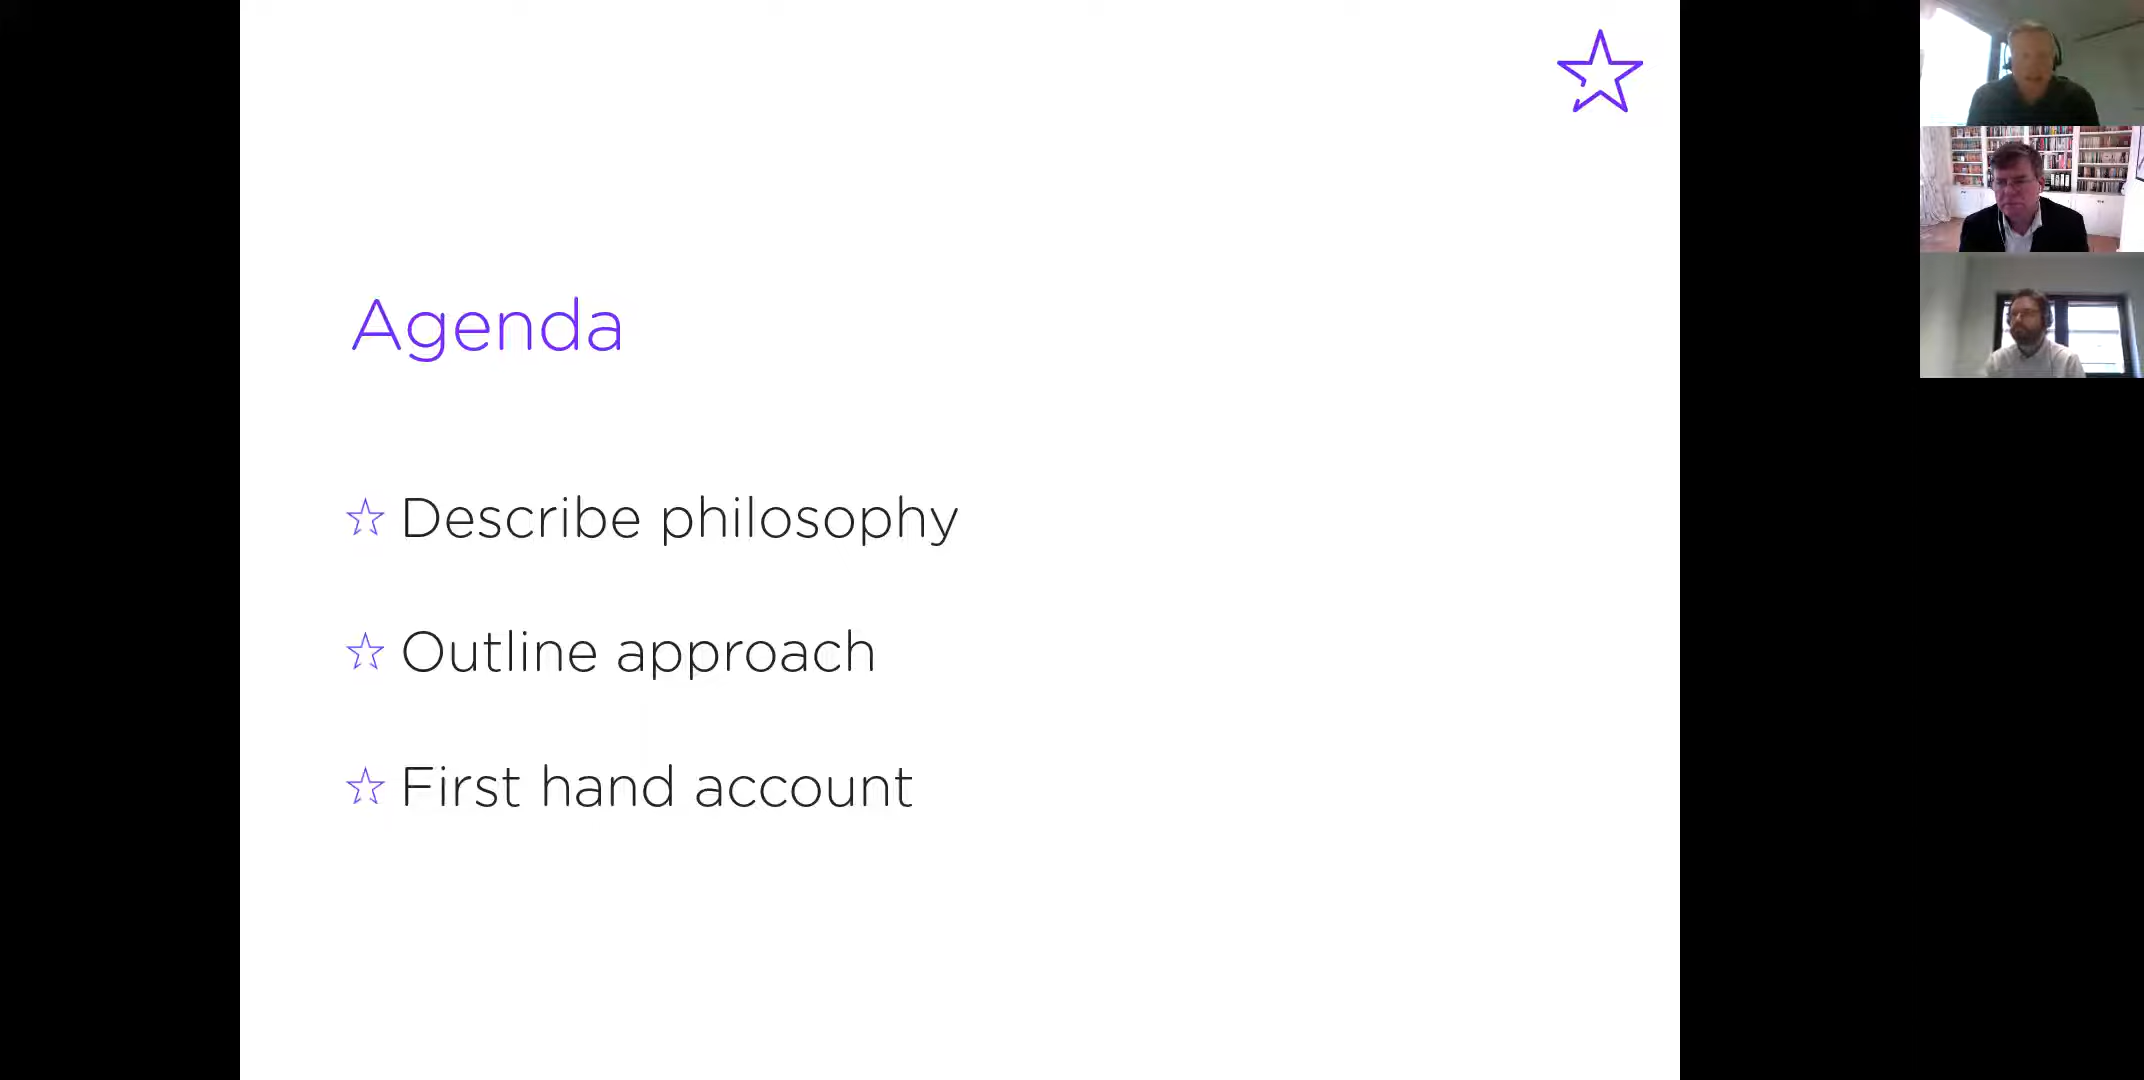 Agenda
Describe philosophy
Outline approach
First hand account